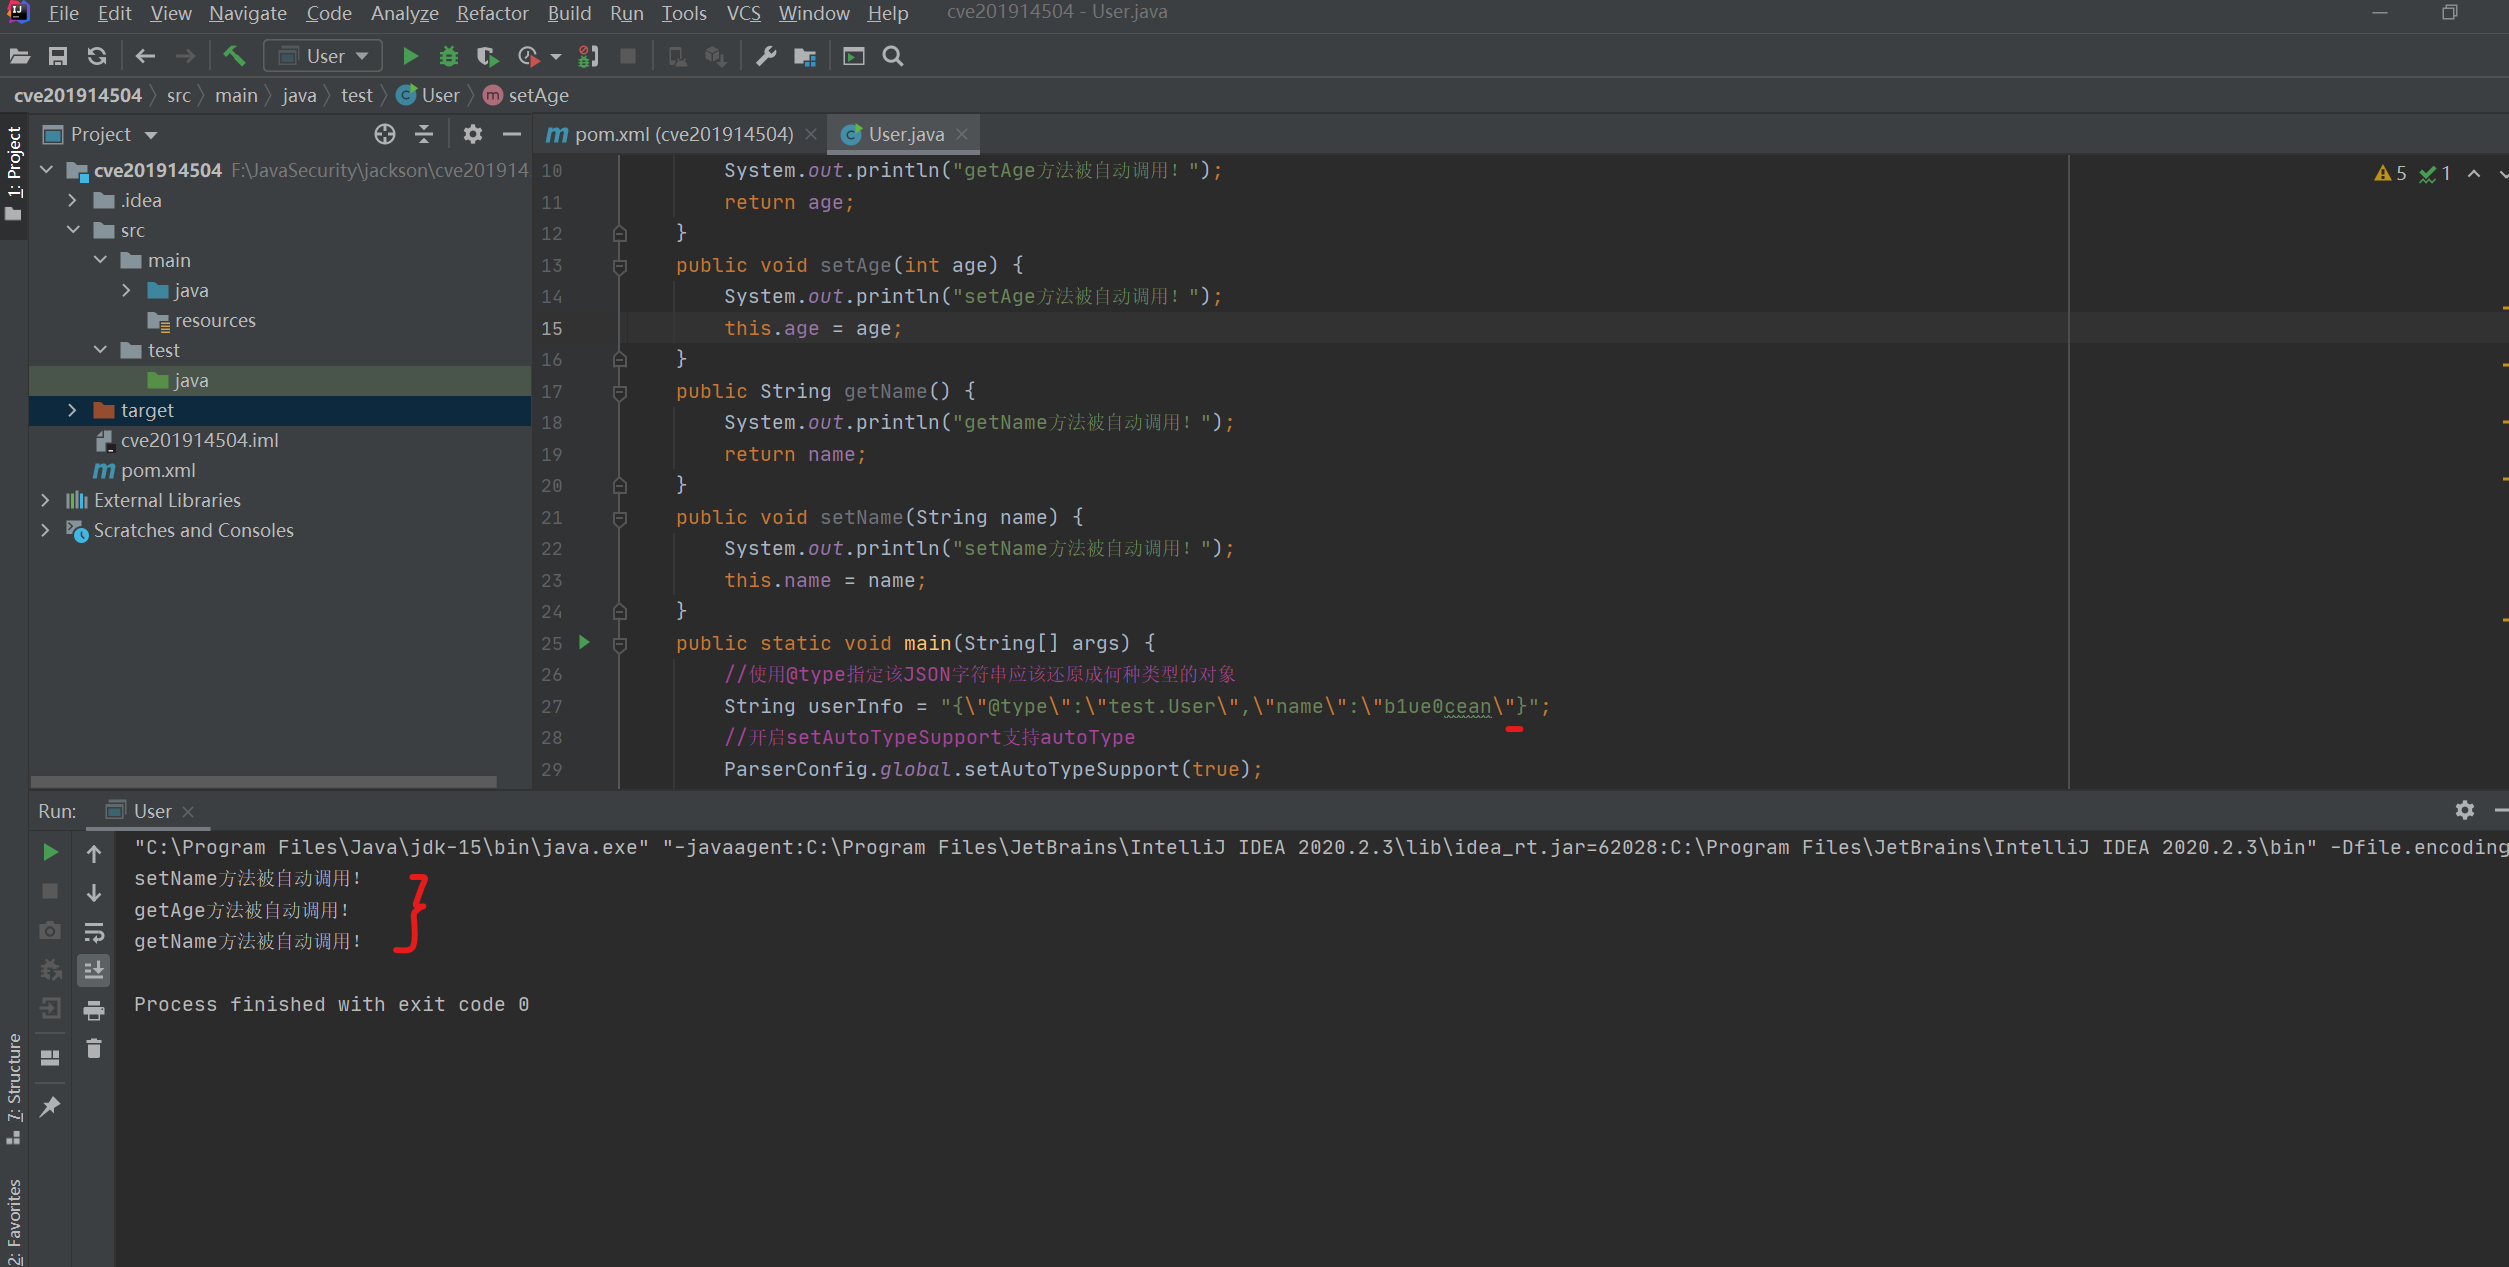 File Edit View Navigate Code Analyze Refactor Build Run Tools VCS Window Help cve201914504 - User.java
User
cve201914504 src main java test User setAge
1: Project
Project
cve201914504 F:\JavaSecurity\jackson\cve201914
.idea
src
main
java
resources
test
java
target
cve201914504.iml
pom.xml
External Libraries
Scratches and Consoles
pom.xml (cve201914504) User.java
5 1
10 System.out.println("getAge方法被自动调用！");
11 return age;
12 }
13 public void setAge(int age) {
14 System.out.println("setAge方法被自动调用！");
15 this.age = age;
16 }
17 public String getName() {
18 System.out.println("getName方法被自动调用！");
19 return name;
20 }
21 public void setName(String name) {
22 System.out.println("setName方法被自动调用！");
23 this.name = name;
24 }
25 public static void main(String[] args) {
26 //使用@type指定该JSON字符串应该还原成何种类型的对象
27 String userInfo = "{\"@type\":\"test.User\",\"name\":\"b1ue0cean\"}";
28 //开启setAutoTypeSupport支持autoType
29 ParserConfig.global.setAutoTypeSupport(true);
Run: User
"C:\Program Files\Java\jdk-15\bin\java.exe" "-javaagent:C:\Program Files\JetBrains\IntelliJ IDEA 2020.2.3\lib\idea_rt.jar=62028:C:\Program Files\JetBrains\IntelliJ IDEA 2020.2.3\bin" -Dfile.encoding
setName方法被自动调用！
getAge方法被自动调用！
getName方法被自动调用！
Process finished with exit code 0
7: Structure
2: Favorites